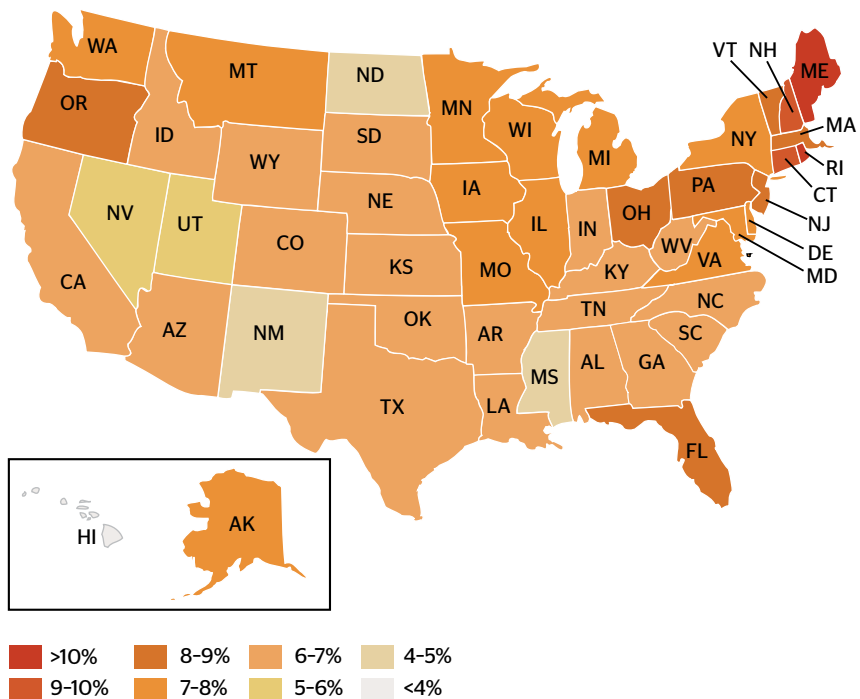 VT NH
WA
ME
MT
ND
OR
MN
MA
ID
SD
WI
NY
WY
MI
RI
IA
PA
CT
NE
NV
UT
OH
NJ
IL
IN
CO
WV
DE
KS
MO
VA
CA
KY
MD
NC
TN
AZ
OK
NM
AR
SC
AL
GA
MS
TX
LA
FL
AK
HI
>10% 8–9% 6–7% 4–5%
9–10% 7–8% 5–6% <4%